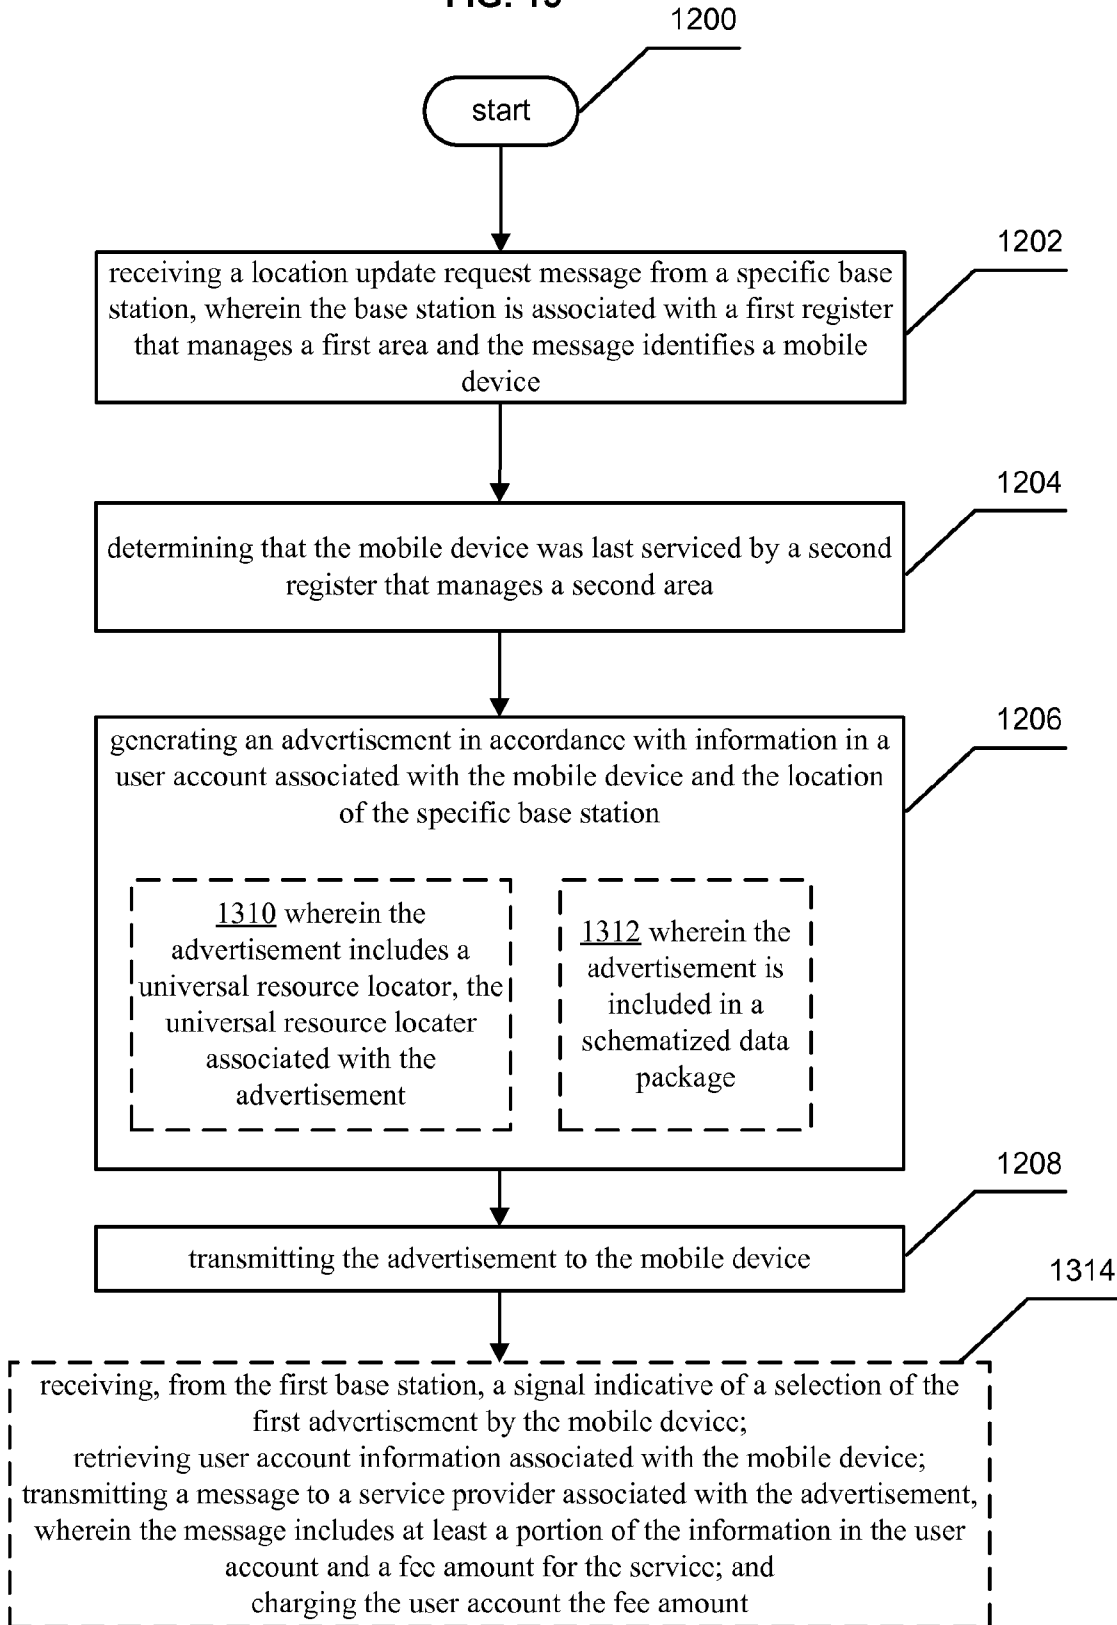 1200
start
1202
receiving a location update request message from a specific base
station, wherein the base station is associated with a first register
that manages a first area and the message identifies a mobile
device
1204
determining that the mobile device was last serviced by a second
register that manages a second area
1206
generating an advertisement in accordance with information in a
user account associated with the mobile device and the location
of the specific base station
1310 wherein the
advertisement includes a
universal resource locator, the
universal resource locater
associated with the
advertisement
1312 wherein the
advertisement is
included in a
schematized data
package
1208
transmitting the advertisement to the mobile device
1314
receiving, from the first base station, a signal indicative of a selection of the
first advertisement by the mobile device;
retrieving user account information associated with the mobile device;
transmitting a message to a service provider associated with the advertisement,
wherein the message includes at least a portion of the information in the user
account and a fee amount for the service; and
charging the user account the fee amount